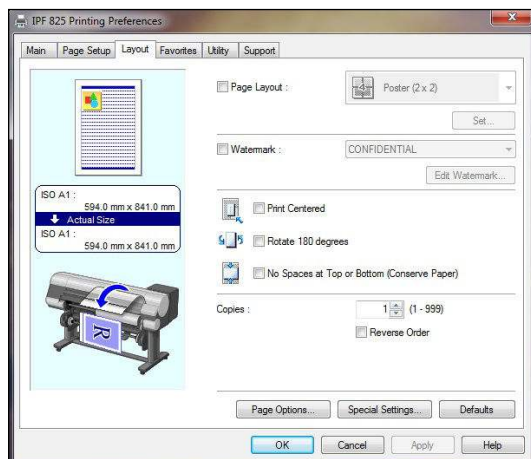 IPF 825 Printing Preferences
Main Page Setup Layout Favorites Utility Support
Page Layout :
Poster (2 x 2)
Set...
Watermark :
CONFIDENTIAL
Edit Watermark...
ISO A1 :
594.0 mm x 841.0 mm
Actual Size
ISO A1 :
594.0 mm x 841.0 mm
Print Centered
Rotate 180 degrees
No Spaces at Top or Bottom (Conserve Paper)
Copies :
1 (1 - 999)
Reverse Order
R
Page Options... Special Settings... Defaults
OK Cancel Apply Help